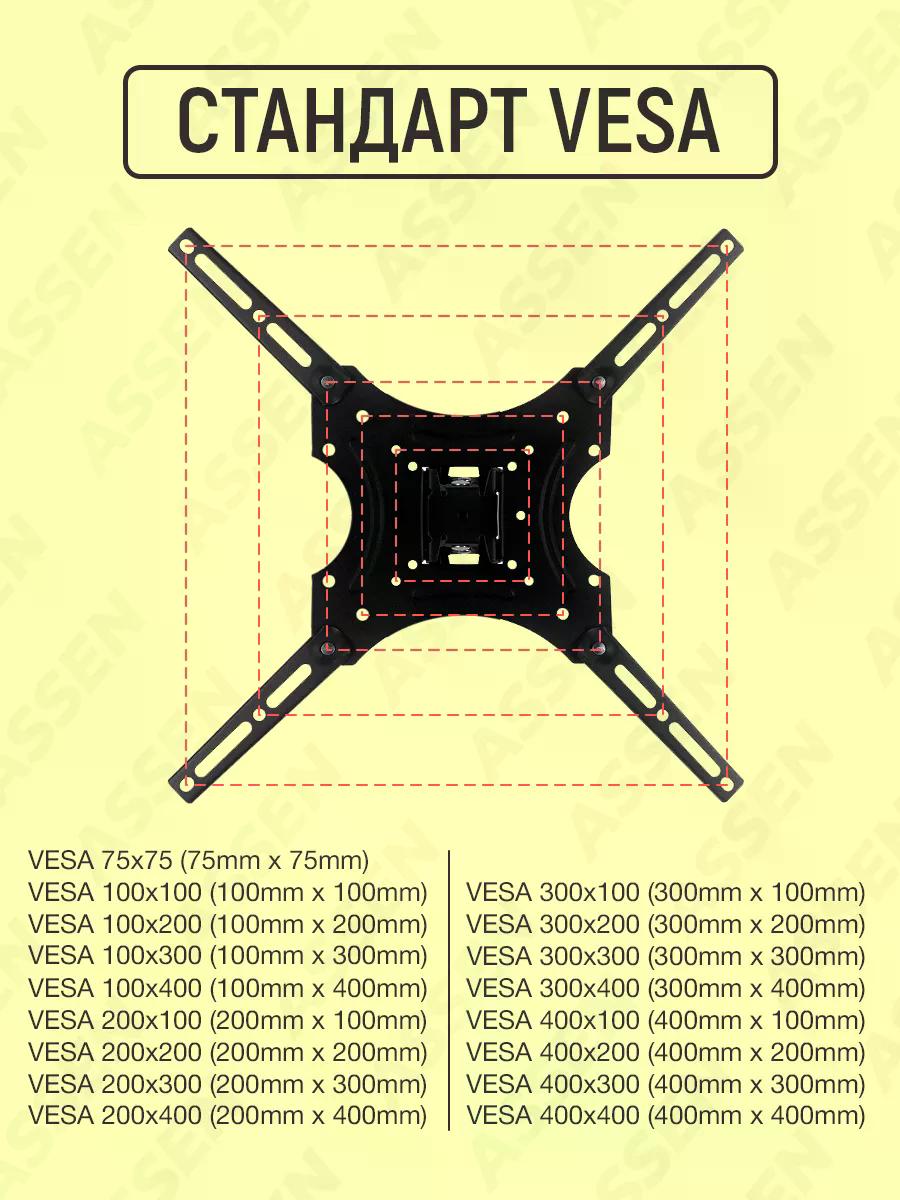 СТАНДАРТ VESA
VESA 75x75 (75mm x 75mm)
VESA 100x100 (100mm x 100mm)
VESA 100x200 (100mm x 200mm)
VESA 100x300 (100mm x 300mm)
VESA 100x400 (100mm x 400mm)
VESA 200x100 (200mm x 100mm)
VESA 200x200 (200mm x 200mm)
VESA 200x300 (200mm x 300mm)
VESA 200x400 (200mm x 400mm)
VESA 300x100 (300mm x 100mm)
VESA 300x200 (300mm x 200mm)
VESA 300x300 (300mm x 300mm)
VESA 300x400 (300mm x 400mm)
VESA 400x100 (400mm x 100mm)
VESA 400x200 (400mm x 200mm)
VESA 400x300 (400mm x 300mm)
VESA 400x400 (400mm x 400mm)
ASSEN